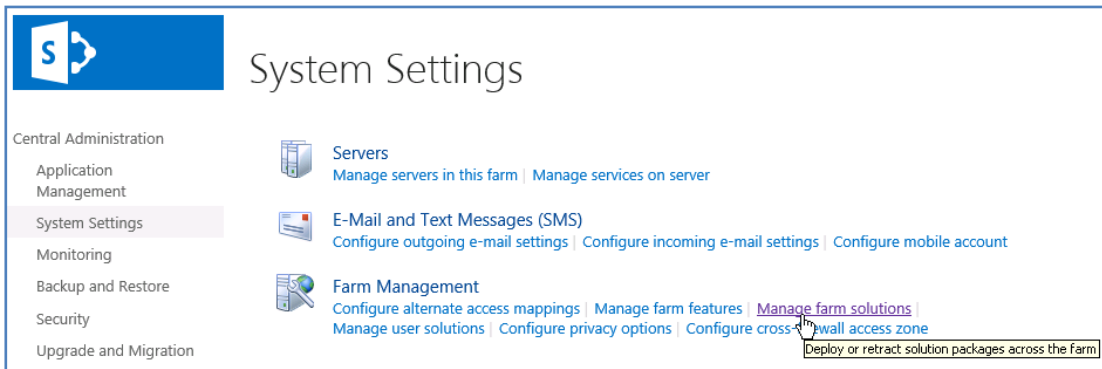 S
System Settings
Central Administration
Application
Management
System Settings
Monitoring
Backup and Restore
Security
Upgrade and Migration
Servers
Manage servers in this farm | Manage services on server
E-Mail and Text Messages (SMS)
Configure outgoing e-mail settings | Configure incoming e-mail settings | Configure mobile account
Farm Management
Configure alternate access mappings | Manage farm features | Manage farm solutions |
Manage user solutions | Configure privacy options | Configure cross-firewall access zone
Deploy or retract solution packages across the farm